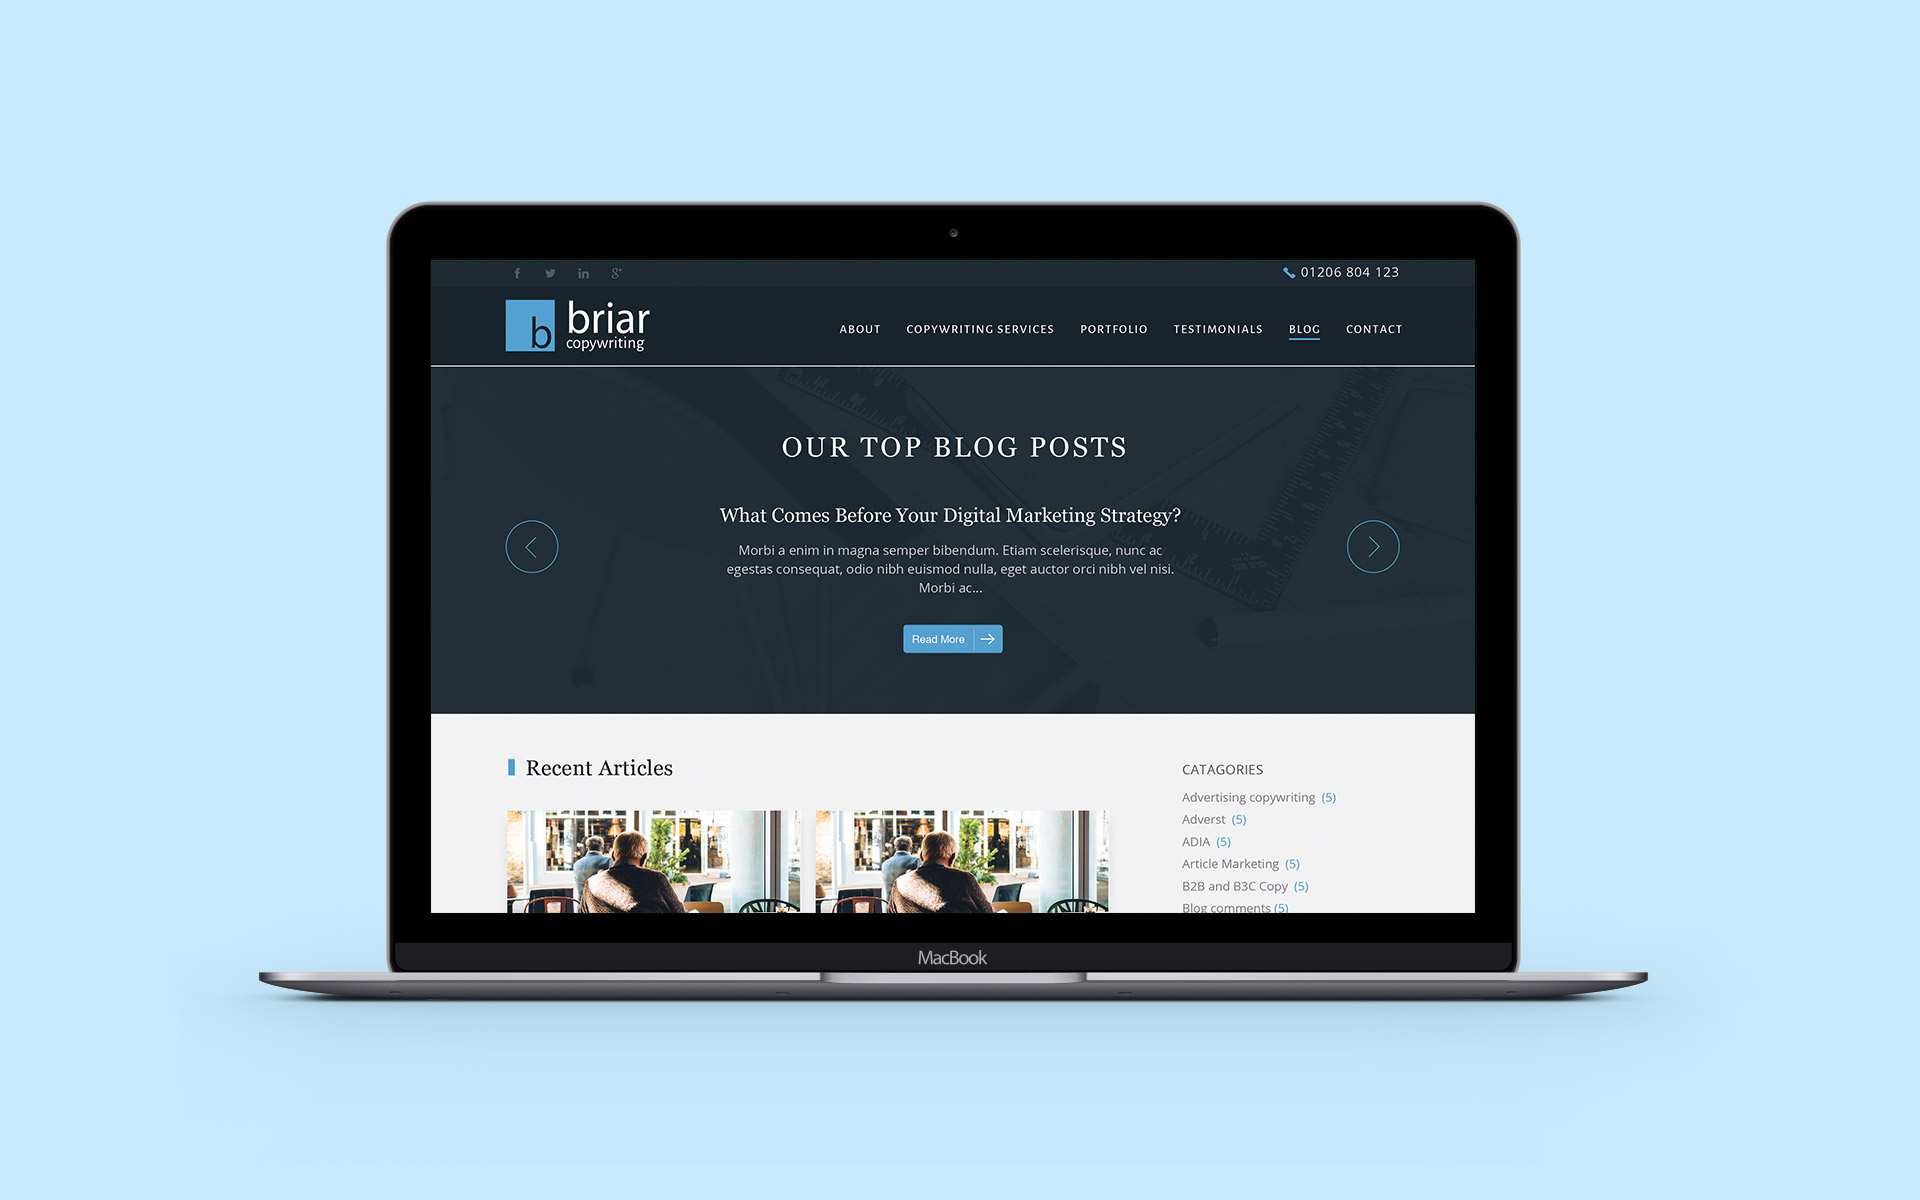 01206 804 123
b
briar
copywriting
ABOUT COPYWRITING SERVICES PORTFOLIO TESTIMONIALS BLOG CONTACT
OUR TOP BLOG POSTS
What Comes Before Your Digital Marketing Strategy?
Morbi a enim in magna semper bibendum. Etiam scelerisque, nunc ac
egestas consequat, odio nibh euismod nulla, eget auctor orci nibh vel nisi.
Morbi ac...
Read More
Recent Articles
CATAGORIES
Advertising copywriting (5)
Adverst (5)
ADIA (5)
Article Marketing (5)
B2B and B3C Copy (5)
Blog comments (5)
MacBook